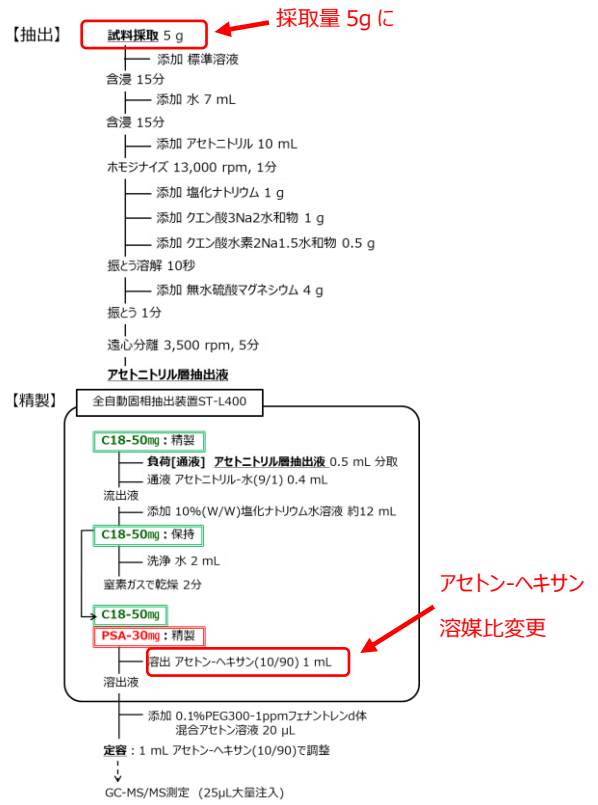 採取量 5g に
【抽出】
試料採取 5 g
添加 標準溶液
含浸 15分
添加 水 7 mL
含浸 15分
添加 アセトニトリル 10 mL
ホモジナイズ 13,000 rpm, 1分
添加 塩化ナトリウム 1 g
添加 クエン酸3Na2水和物 1 g
添加 クエン酸水素2Na1.5水和物 0.5 g
振とう溶解 10秒
添加 無水硫酸マグネシウム 4 g
振とう 1分
遠心分離 3,500 rpm, 5分
アセトニトリル層抽出液
【精製】
全自動固相抽出装置ST-L400
C18-50mg：精製
負荷[通液] アセトニトリル層抽出液 0.5 mL 分取
通液 アセトニトリル-水(9/1) 0.4 mL
流出液
添加 10%(W/W)塩化ナトリウム水溶液 約12 mL
C18-50mg：保持
洗浄 水 2 mL
窒素ガスで乾燥 2分
C18-50mg
PSA-30mg：精製
溶出 アセトン-ヘキサン(10/90) 1 mL
アセトン-ヘキサン
溶媒比変更
溶出液
添加 0.1%PEG300-1ppmフェナントレンd体
混合アセトン溶液 20 μL
定容：1 mL アセトン-ヘキサン(10/90)で調整
GC-MS/MS測定 (25μL大量注入)